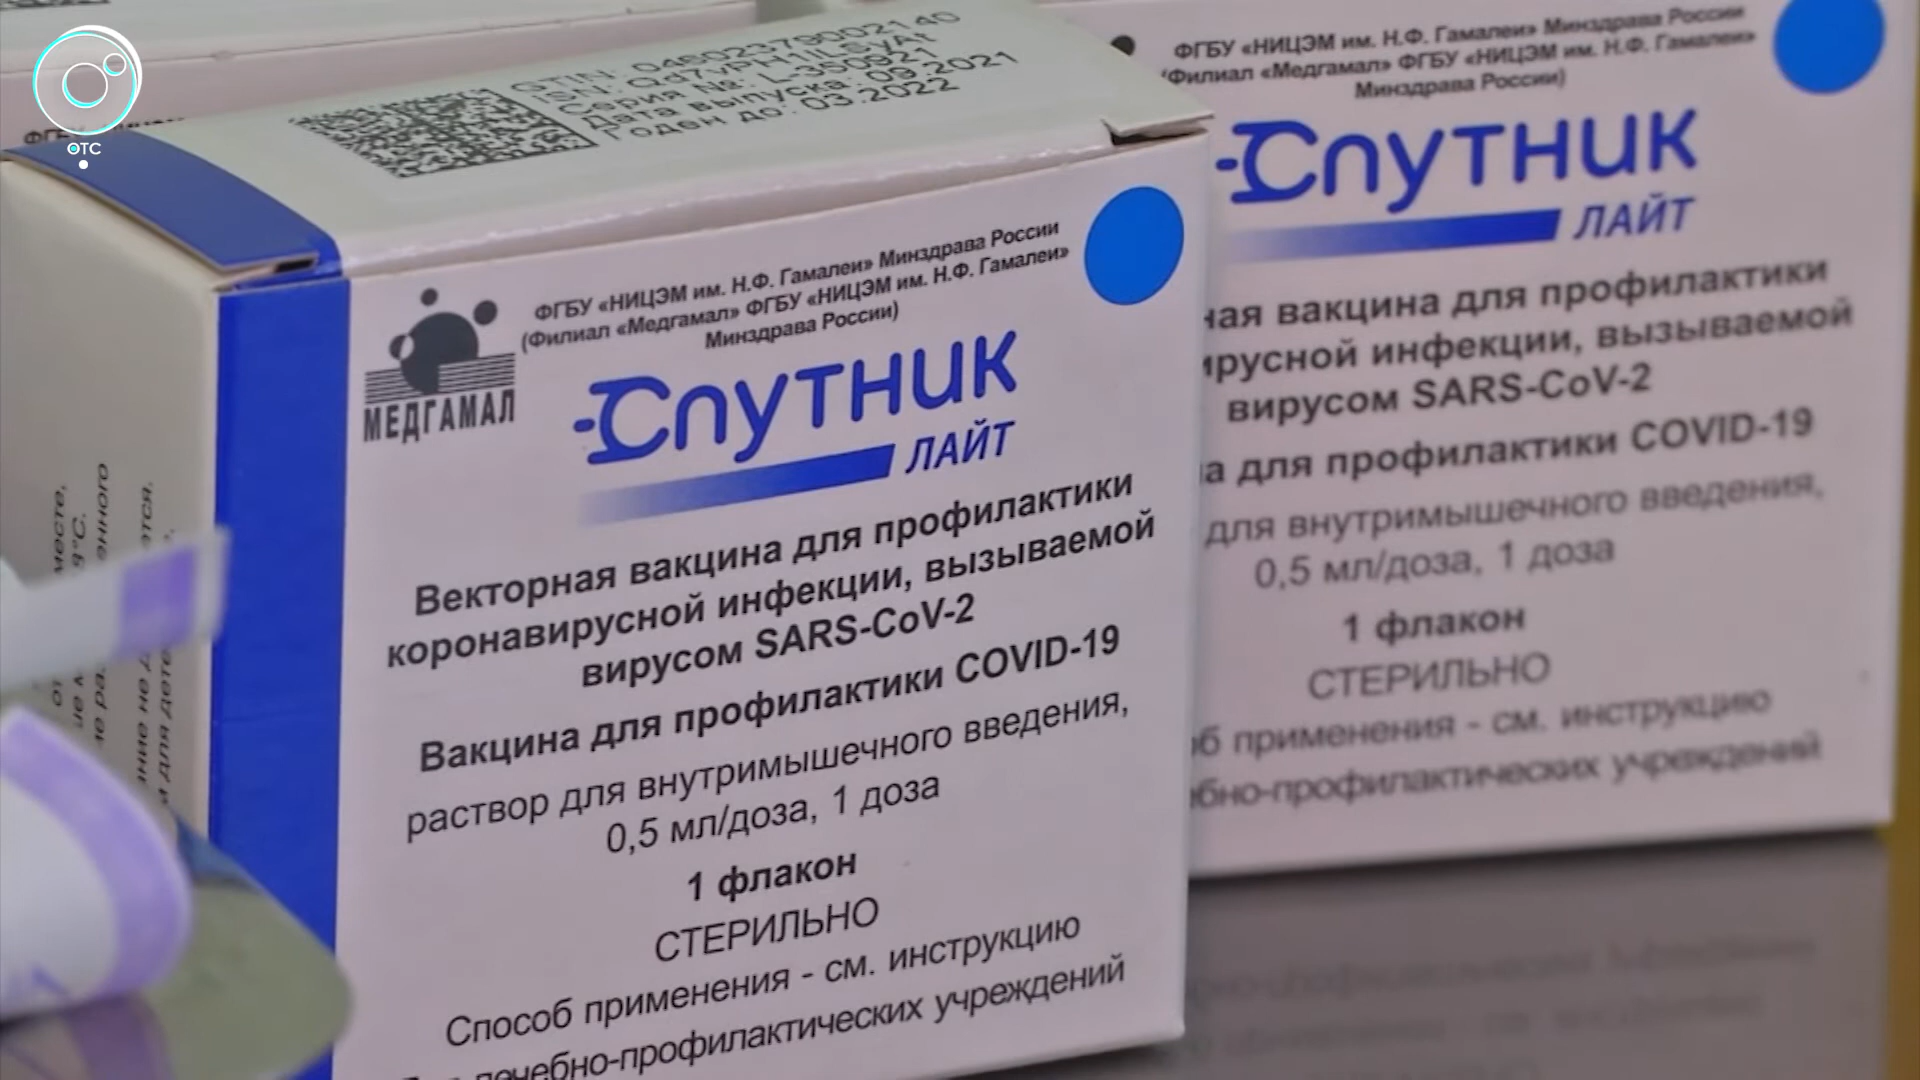 ОТС
GTIN: 04602379002140
Серия №: L-350921
Дата выпуска: 09.2021
Годен до: 03.2022
ФГБУ «НИЦЭМ им. Н.Ф. Гамалеи» Минздрава России
(Филиал «Медгамал» ФГБУ «НИЦЭМ им. Н.Ф. Гамалеи»
Минздрава России)
МЕДГАМАЛ
Спутник
ЛАЙТ
Векторная вакцина для профилактики
коронавирусной инфекции, вызываемой
вирусом SARS-CoV-2
Вакцина для профилактики COVID-19
раствор для внутримышечного введения,
0,5 мл/доза, 1 доза
1 флакон
СТЕРИЛЬНО
Способ применения - см. инструкцию
лечебно-профилактических учреждений
ФГБУ «НИЦЭМ им. Н.Ф. Гамалеи» Минздрава России
(Филиал «Медгамал» ФГБУ «НИЦЭМ им. Н.Ф. Гамалеи»
Минздрава России)
Спутник
ЛАЙТ
ная вакцина для профилактики
ирусной инфекции, вызываемой
вирусом SARS-CoV-2
а для профилактики COVID-19
для внутримышечного введения,
0,5 мл/доза, 1 доза
1 флакон
СТЕРИЛЬНО
об применения - см. инструкцию
бно-профилактических учреждений